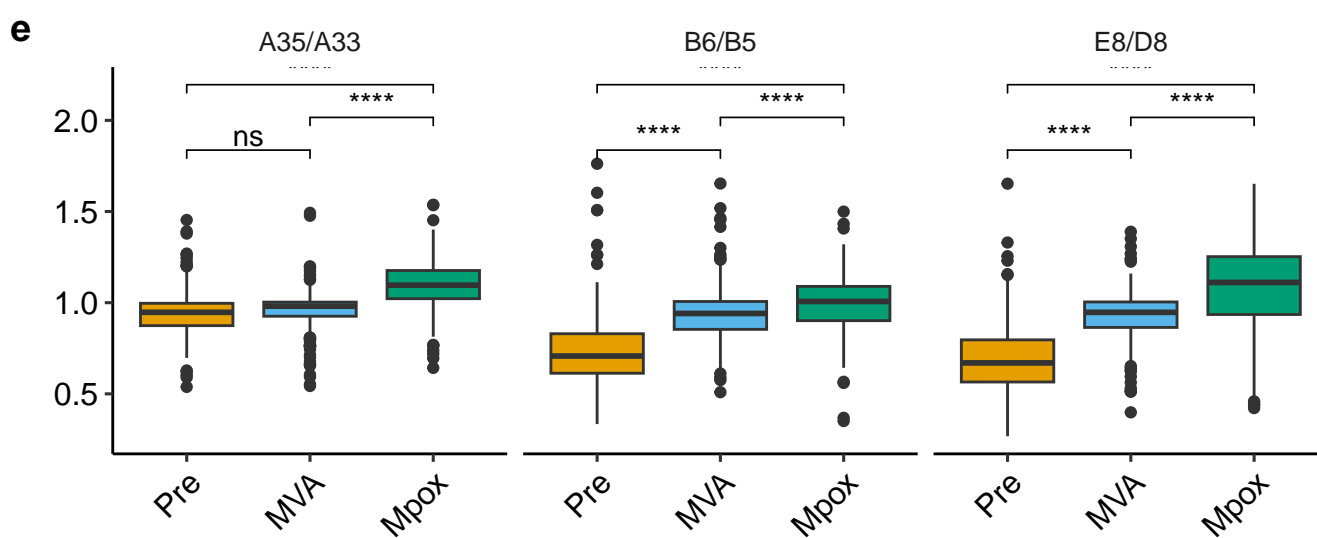 e
A35/A33 B6/B5 E8/D8
**** **** ****
ns **** ****
2.0
1.5
1.0
0.5
Pre MVA Mpox Pre MVA Mpox Pre MVA Mpox